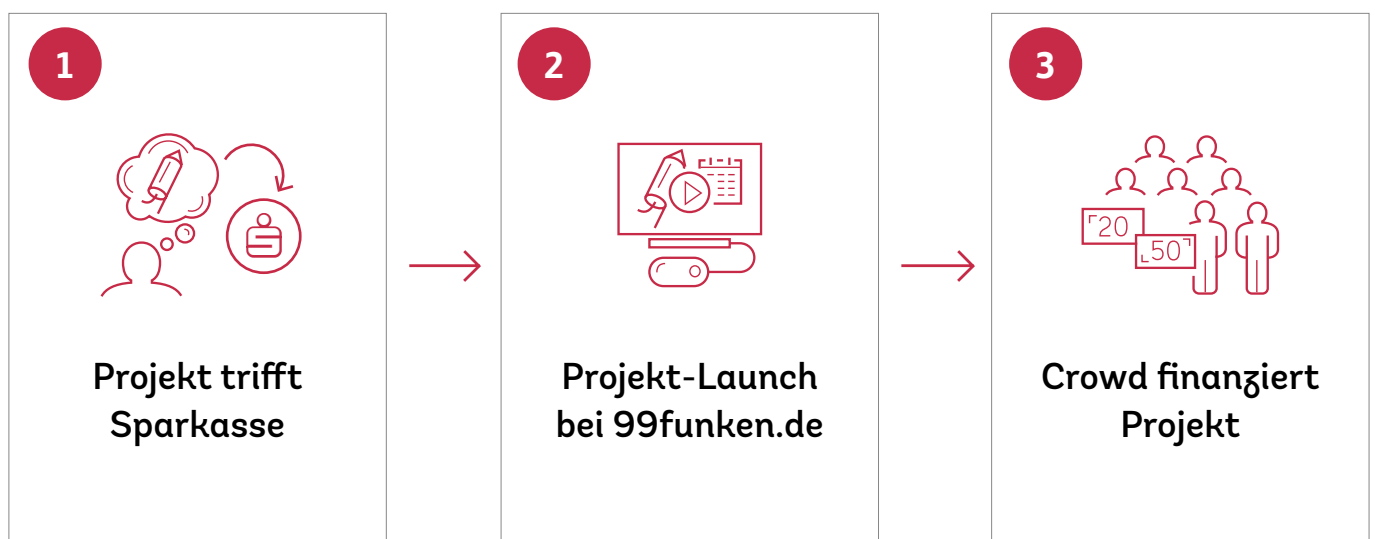 1
Projekt trifft
Sparkasse
2
Projekt-Launch
bei 99funken.de
3
20
50
Crowd finanziert
Projekt